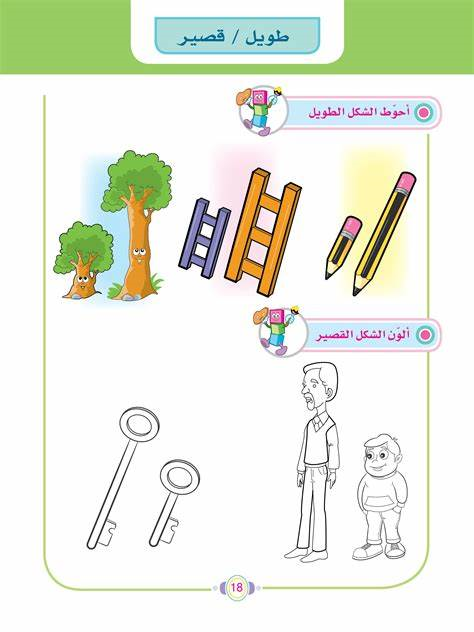 طويل / قصير
أحوّط الشكل الطويل
ألوّن الشكل القصير
18